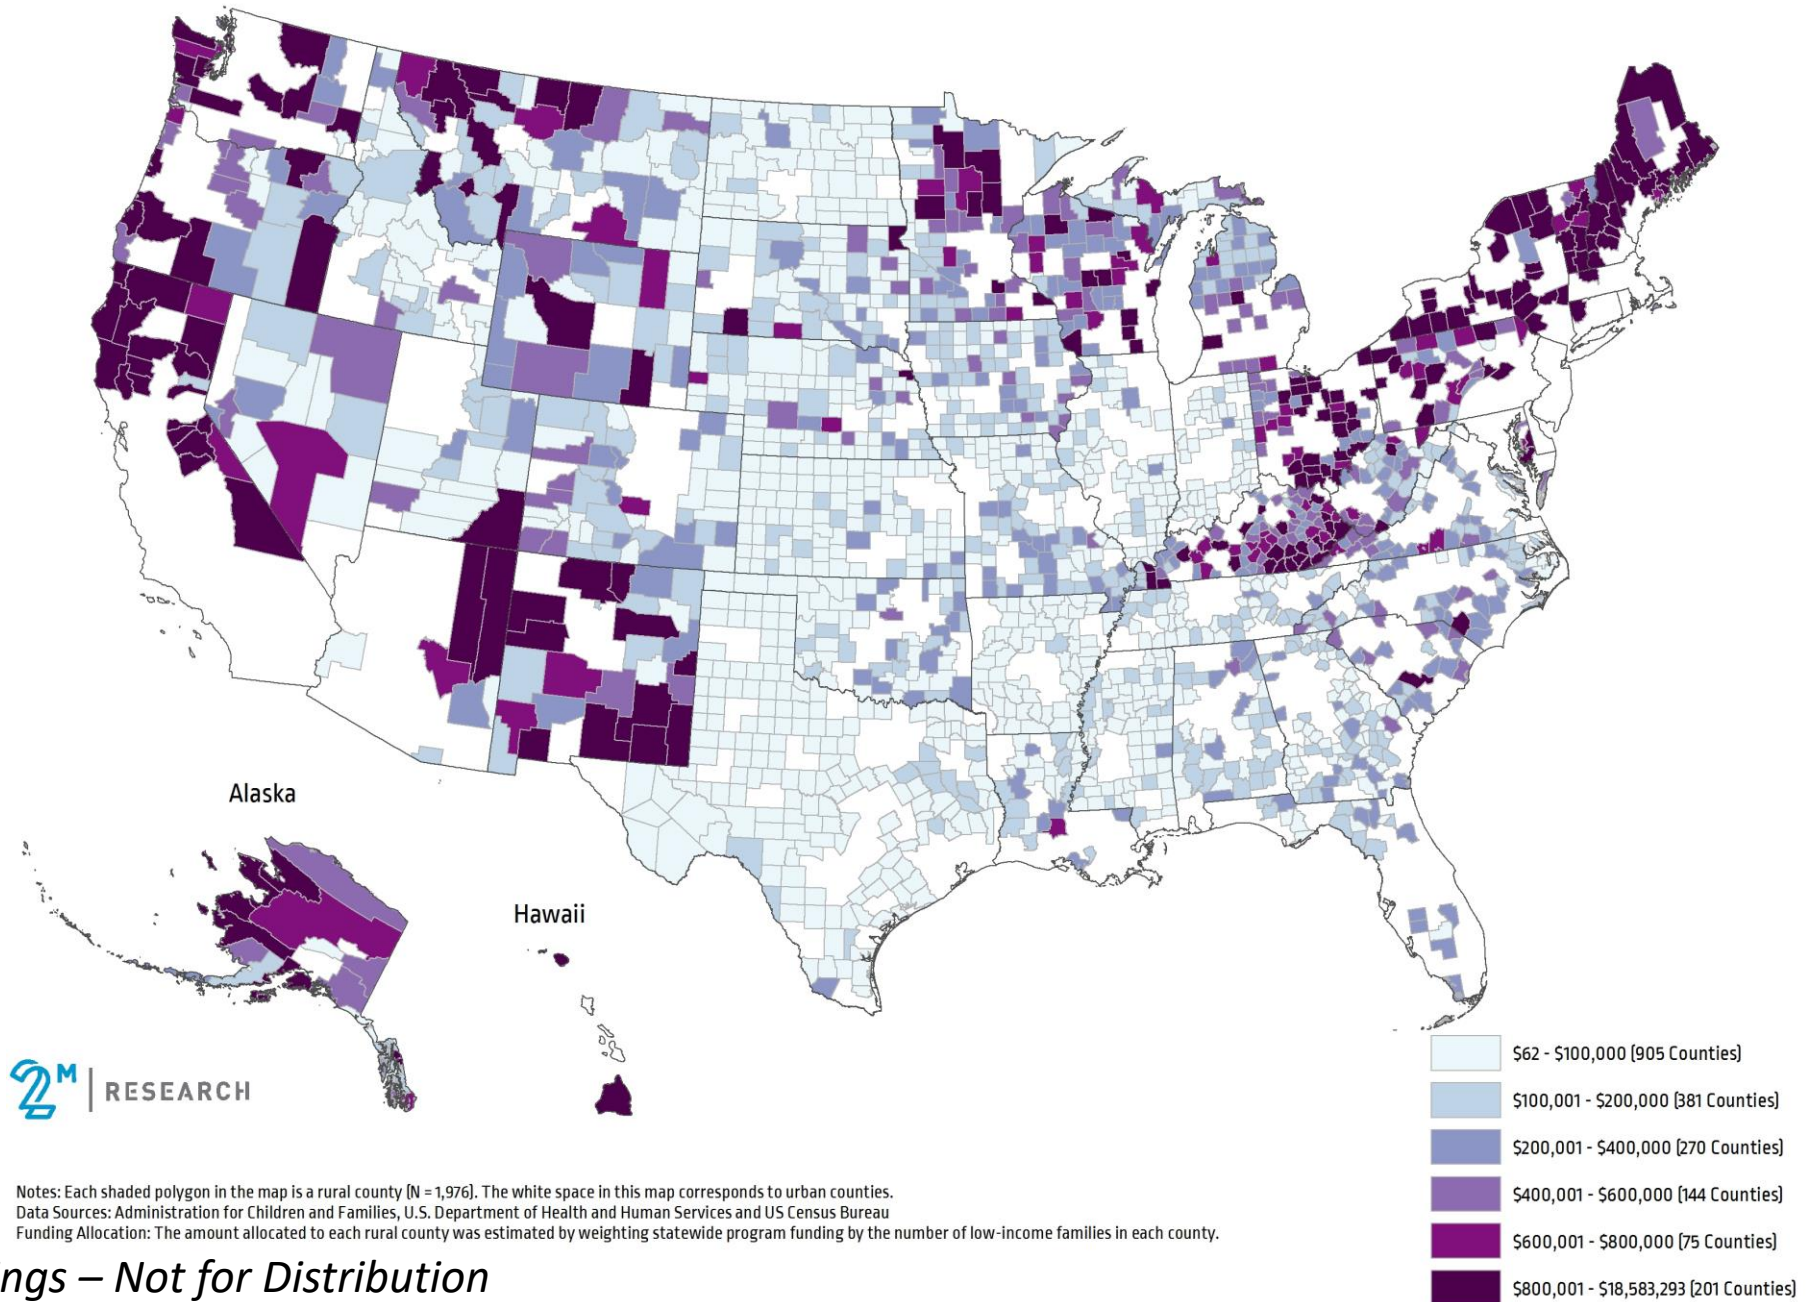 Alaska
Hawaii
2M | RESEARCH
$62 - $100,000 (905 Counties)
$100,001 - $200,000 (381 Counties)
$200,001 - $400,000 (270 Counties)
$400,001 - $600,000 (144 Counties)
$600,001 - $800,000 (75 Counties)
$800,001 - $18,583,293 (201 Counties)
Notes: Each shaded polygon in the map is a rural county (N = 1,976). The white space in this map corresponds to urban counties.
Data Sources: Administration for Children and Families, U.S. Department of Health and Human Services and US Census Bureau
Funding Allocation: The amount allocated to each rural county was estimated by weighting statewide program funding by the number of low-income families in each county.
ngs – Not for Distribution